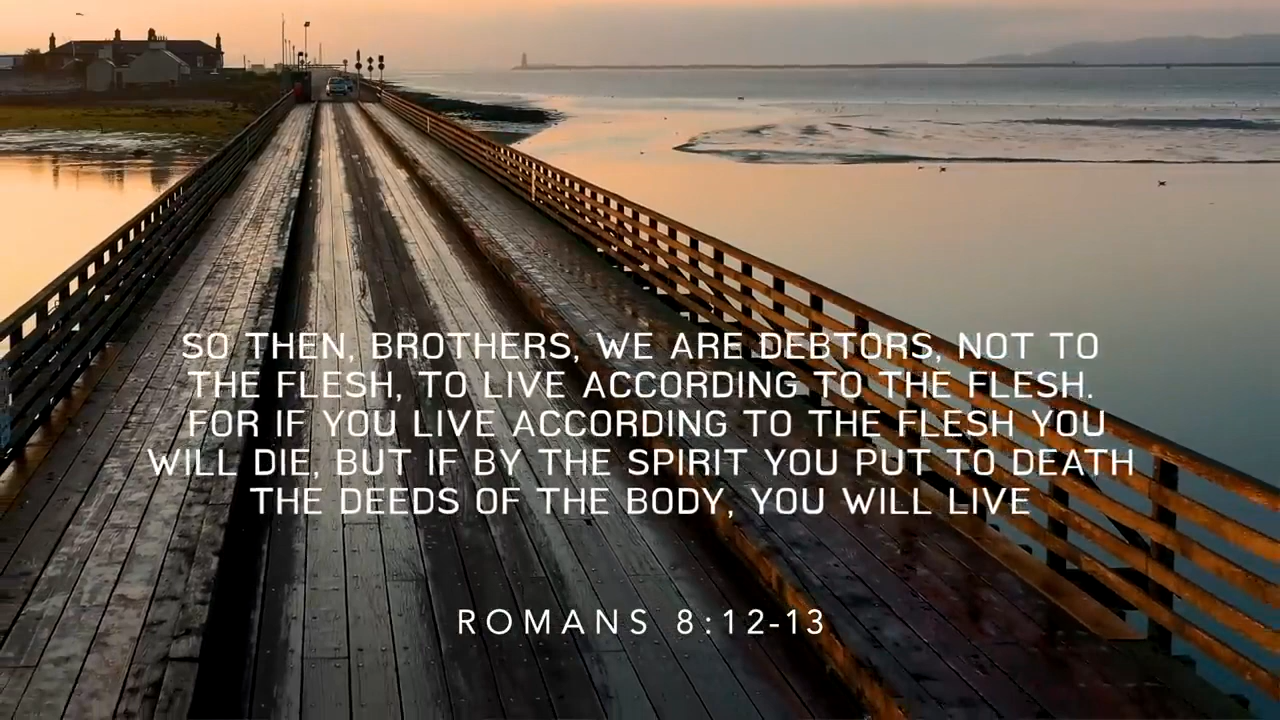 SO THEN, BROTHERS, WE ARE DEBTORS, NOT TO
THE FLESH, TO LIVE ACCORDING TO THE FLESH.
FOR IF YOU LIVE ACCORDING TO THE FLESH YOU
WILL DIE, BUT IF BY THE SPIRIT YOU PUT TO DEATH
THE DEEDS OF THE BODY, YOU WILL LIVE
ROMANS 8:12-13